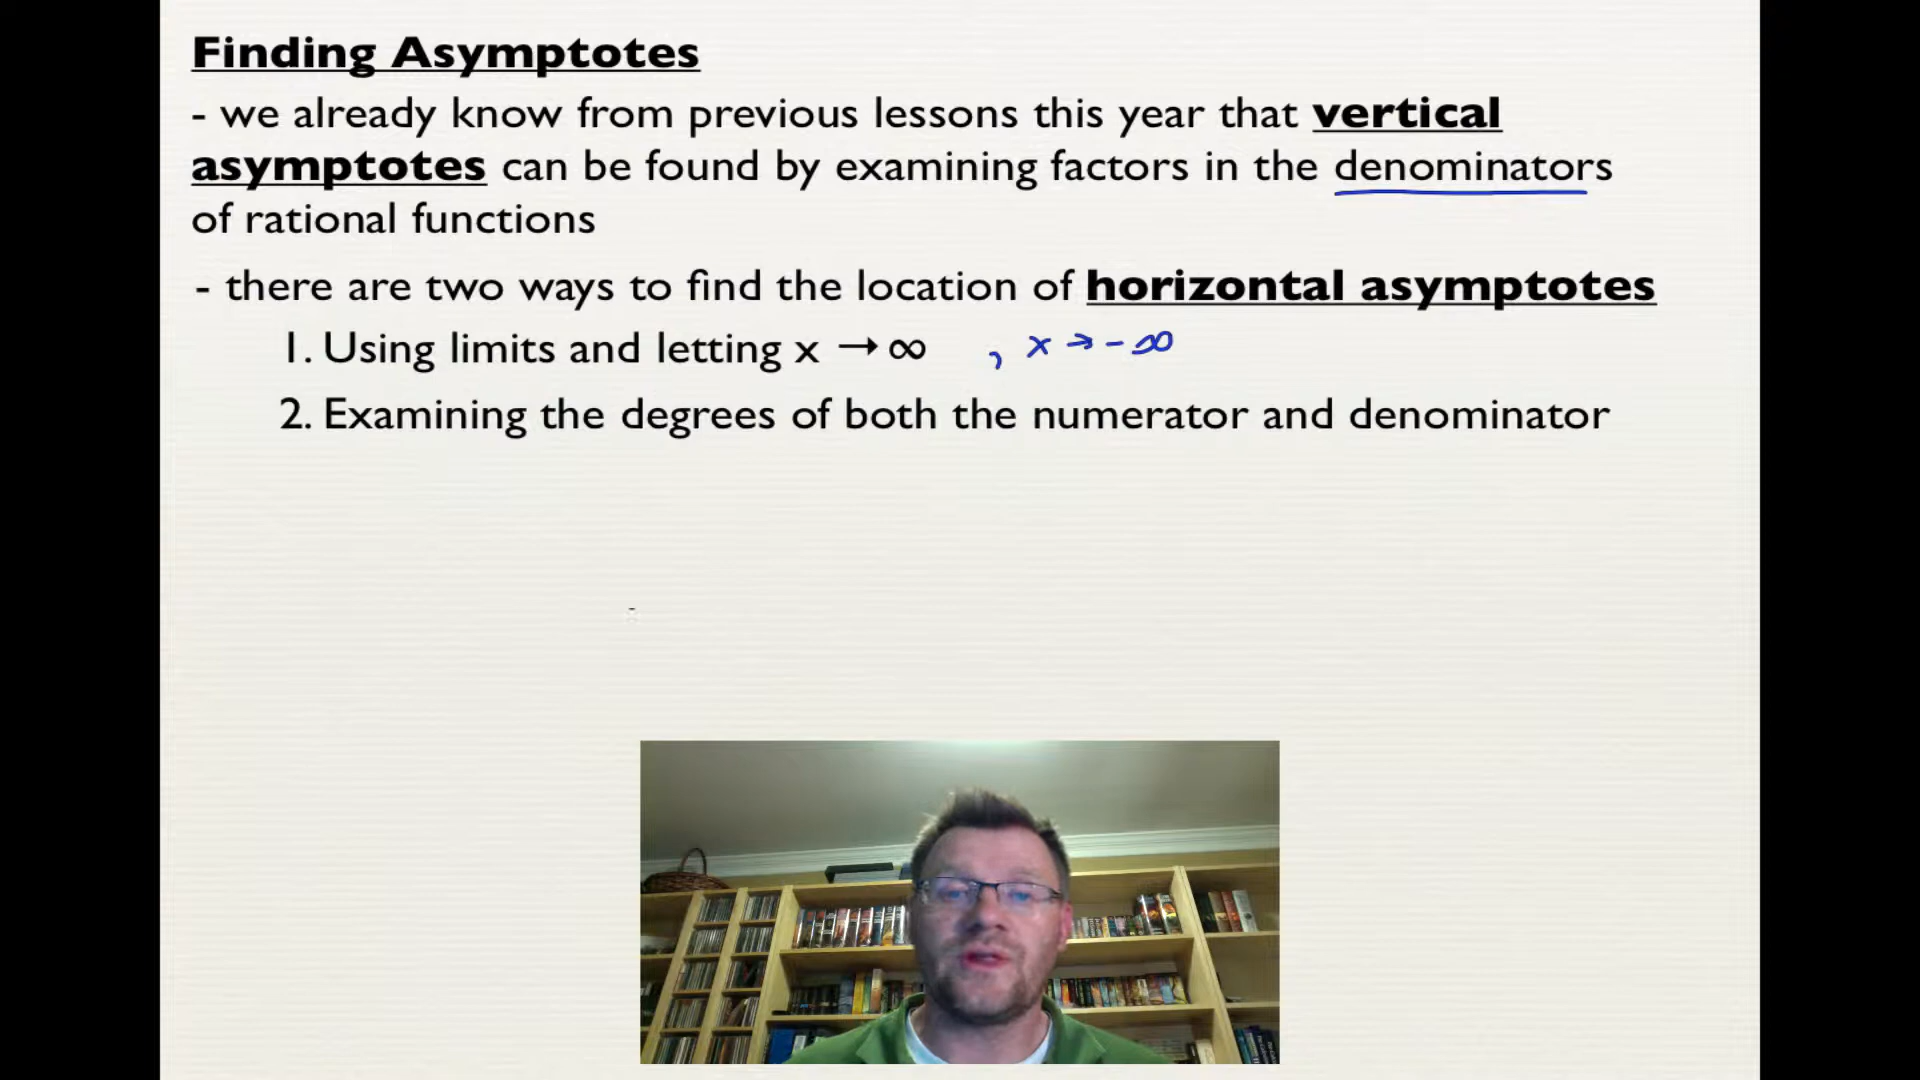 Finding Asymptotes
- we already know from previous lessons this year that vertical
asymptotes can be found by examining factors in the denominators
of rational functions
- there are two ways to find the location of horizontal asymptotes
1. Using limits and letting x → ∞ , x → -∞
2. Examining the degrees of both the numerator and denominator